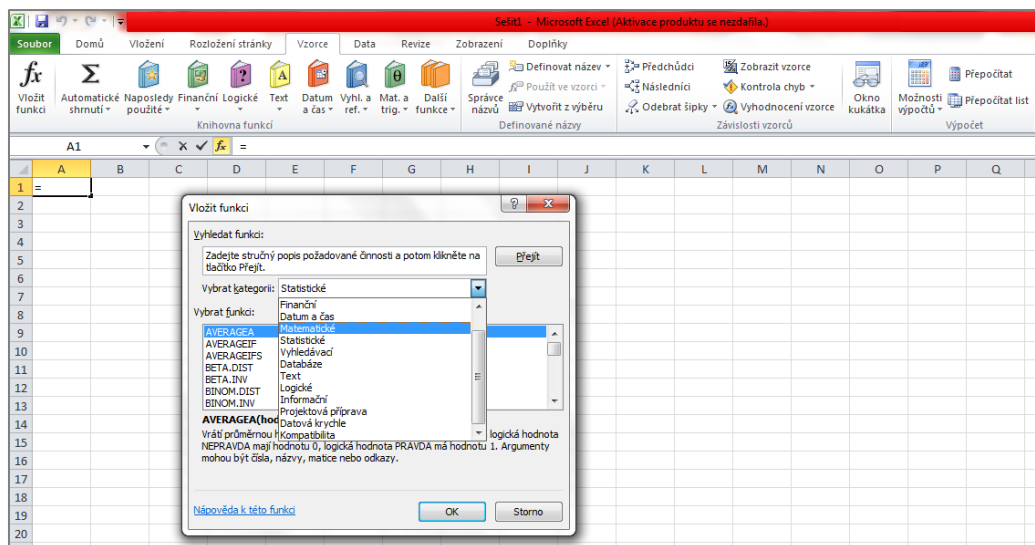 Sešit1 - Microsoft Excel (Aktivace produktu se nezdařila.)
Soubor Domů Vložení Rozložení stránky Vzorce Data Revize Zobrazení Doplňky
fx Vložit funkci
Σ Automatické shrnutí
Naposledy použité
Finanční
Logické
Text
Datum a čas
Vyhl. a ref.
Mat. a trig.
Další funkce
Knihovna funkcí
Správce názvů
Definovat název
Použít ve vzorci
Vytvořit z výběru
Definované názvy
Předchůdci
Následníci
Odebrat šipky
Zobrazit vzorce
Kontrola chyb
Vyhodnocení vzorce
Závislosti vzorců
Okno kukátka
Možnosti výpočtů
Přepočítat
Přepočítat list
Výpočet
A1 fx =
A B C D E F G H I J K L M N O P Q
1 =
2
3
4
5
6
7
8
9
10
11
12
13
14
15
16
17
18
19
20
Vložit funkci
Vyhledat funkci:
Zadejte stručný popis požadované činnosti a potom klikněte na
tlačítko Přejít.
Přejít
Vybrat kategorii: Statistické
Finanční
Datum a čas
Matematické
Statistické
Vyhledávací
Databáze
Text
Logické
Informační
Projektová příprava
Datová krychle
Kompatibilita
Vybrat funkci:
AVERAGEA
AVERAGEIF
AVERAGEIFS
BETA.DIST
BETA.INV
BINOM.DIST
BINOM.INV
AVERAGEA(hod
Vrátí průměrnou h logická hodnota
NEPRAVDA mají hodnotu 0, logická hodnota PRAVDA má hodnotu 1. Argumenty
mohou být čísla, názvy, matice nebo odkazy.
Nápověda k této funkci
OK
Storno